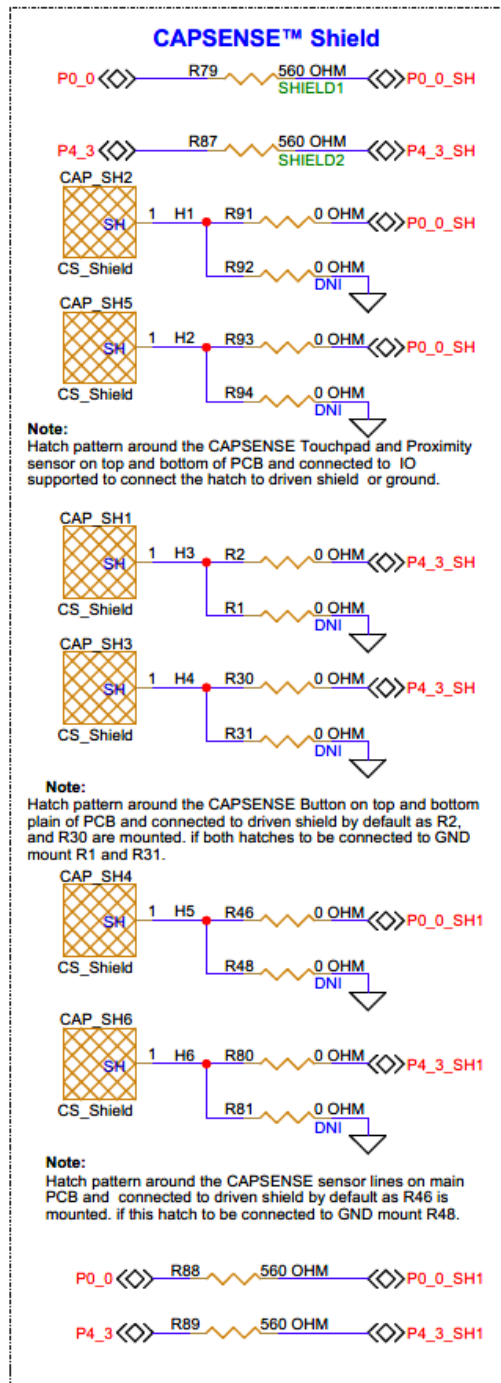 CAPSENSE™ Shield
P0_0 R79 560 OHM P0_0_SH
SHIELD1
P4_3 R87 560 OHM P4_3_SH
SHIELD2
CAP_SH2
SH 1 H1 R91 0 OHM P0_0_SH
CS_Shield R92 0 OHM
DNI
CAP_SH5
SH 1 H2 R93 0 OHM P0_0_SH
CS_Shield R94 0 OHM
DNI
Note:
Hatch pattern around the CAPSENSE Touchpad and Proximity
sensor on top and bottom of PCB and connected to IO
supported to connect the hatch to driven shield or ground.
CAP_SH1
SH 1 H3 R2 0 OHM P4_3_SH
CS_Shield R1 0 OHM
DNI
CAP_SH3
SH 1 H4 R30 0 OHM P4_3_SH
CS_Shield R31 0 OHM
DNI
Note:
Hatch pattern around the CAPSENSE Button on top and bottom
plain of PCB and connected to driven shield by default as R2,
and R30 are mounted. if both hatches to be connected to GND
mount R1 and R31.
CAP_SH4
SH 1 H5 R46 0 OHM P0_0_SH1
CS_Shield R48 0 OHM
DNI
CAP_SH6
SH 1 H6 R80 0 OHM P4_3_SH1
CS_Shield R81 0 OHM
DNI
Note:
Hatch pattern around the CAPSENSE sensor lines on main
PCB and connected to driven shield by default as R46 is
mounted. if this hatch to be connected to GND mount R48.
P0_0 R88 560 OHM P0_0_SH1
P4_3 R89 560 OHM P4_3_SH1